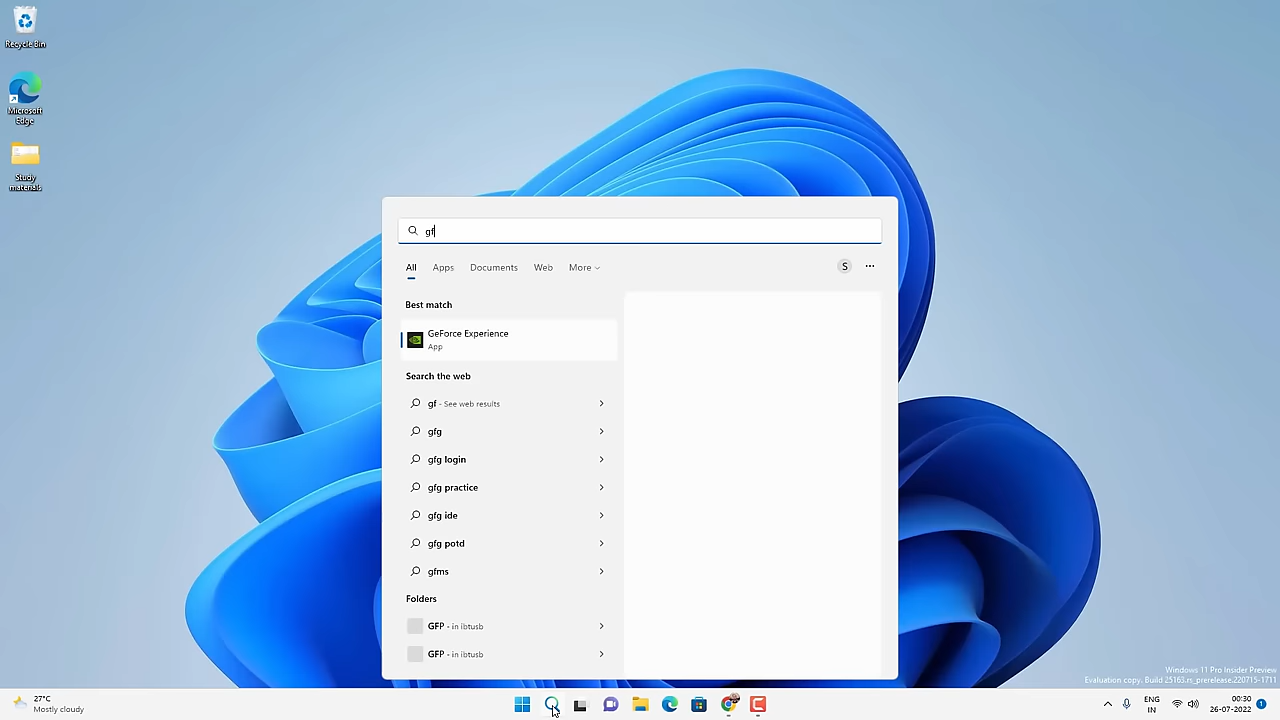 Recycle Bin
Microsoft
Edge
Study
materials
gf
All
Apps
Documents
Web
More
S
Best match
GeForce Experience
App
Search the web
gf - See web results
gfg
gfg login
gfg practice
gfg ide
gfg potd
gfms
Folders
GFP - in ibtusb
GFP - in ibtusb
Windows 11 Pro Insider Preview
Evaluation copy. Build 25163.rs_prerelease.220715-1711
27°C
Mostly cloudy
ENG
IN
00:30
26-07-2022
1